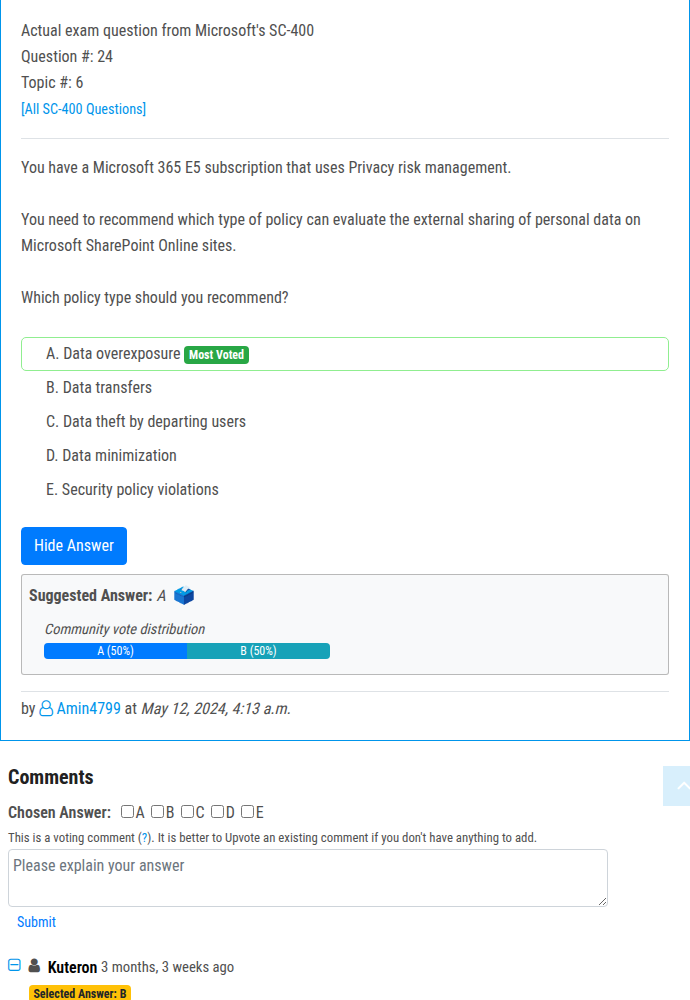 Actual exam question from Microsoft's SC-400
Question #: 24
Topic #: 6
[All SC-400 Questions]
You have a Microsoft 365 E5 subscription that uses Privacy risk management.
You need to recommend which type of policy can evaluate the external sharing of personal data on
Microsoft SharePoint Online sites.
Which policy type should you recommend?
A. Data overexposure Most Voted
B. Data transfers
C. Data theft by departing users
D. Data minimization
E. Security policy violations
Hide Answer
Suggested Answer: A
Community vote distribution
A (50%) B (50%)
by Amin4799 at May 12, 2024, 4:13 a.m.
Comments
Chosen Answer: A B C D E
This is a voting comment (?). It is better to Upvote an existing comment if you don't have anything to add.
Please explain your answer
Submit
Kuteron 3 months, 3 weeks ago
Selected Answer: B